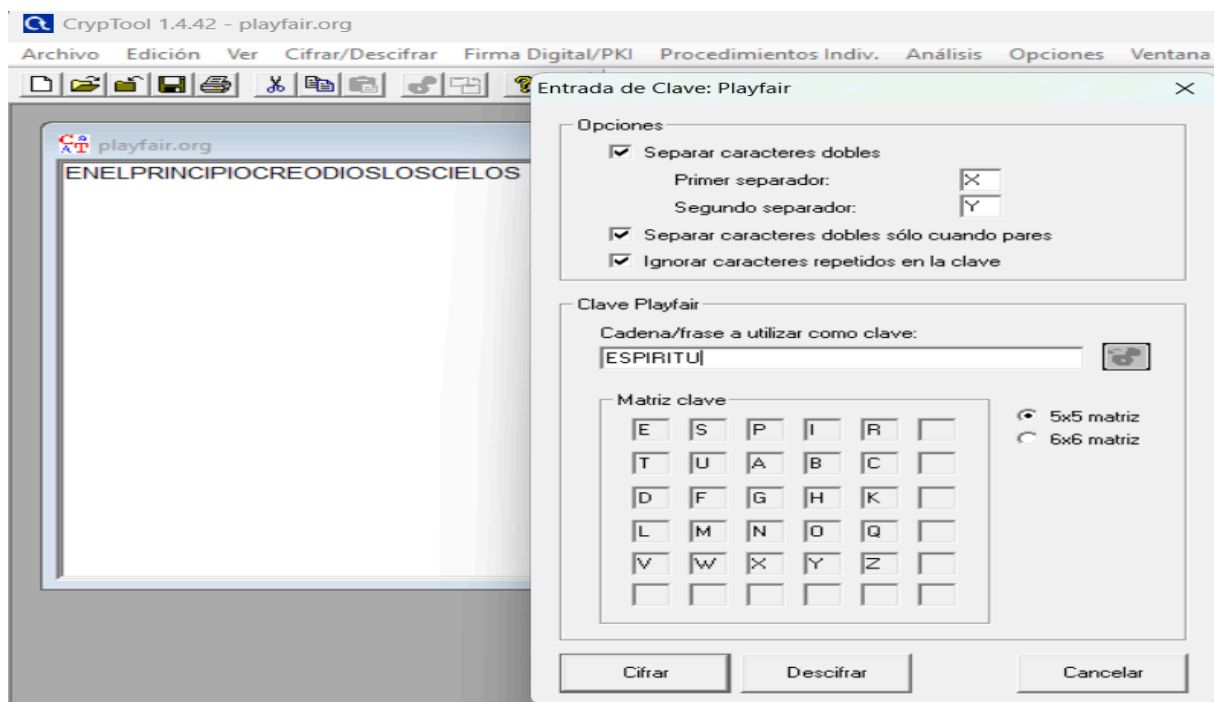 CrypTool 1.4.42 - playfair.org
Archivo Edición Ver Cifrar/Descifrar Firma Digital/PKI Procedimientos Indiv. Análisis Opciones Ventana
playfair.org
ENELPRINCIPIOCREODIOSLOSCIELOS
Entrada de Clave: Playfair
Opciones
Separar caracteres dobles
Primer separador: X
Segundo separador: Y
Separar caracteres dobles sólo cuando pares
Ignorar caracteres repetidos en la clave
Clave Playfair
Cadena/frase a utilizar como clave:
ESPIRITU
Matriz clave
E S P I R
T U A B C
D F G H K
L M N O Q
V W X Y Z
5x5 matriz
6x6 matriz
Cifrar Descifrar Cancelar